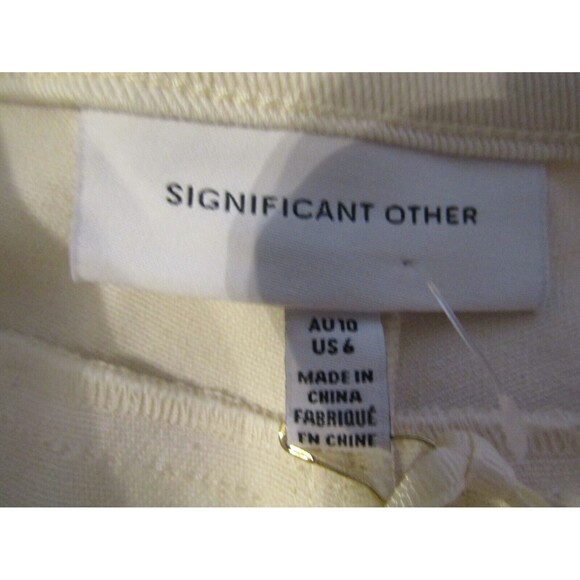 SIGNIFICANT OTHER
AU10
US 6
MADE IN
CHINA
FABRIQUÉ
EN CHINE